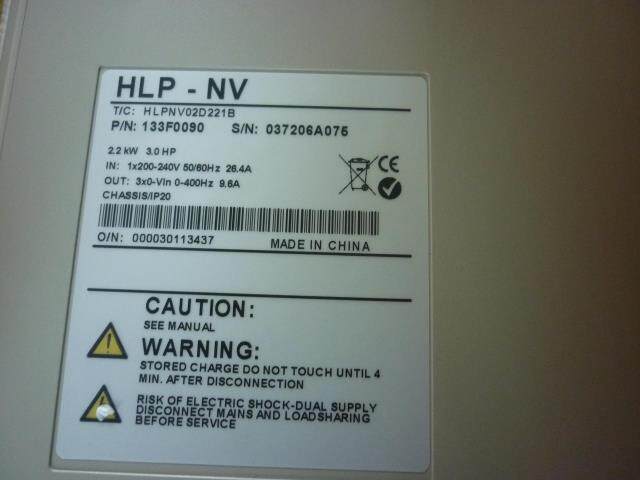 HLP - NV
T/C: HLPNV02D221B
P/N: 133F0090 S/N: 037206A075
2.2 kW 3.0 HP
IN: 1x200-240V 50/60Hz 26.4A
OUT: 3x0-Vin 0-400Hz 9.6A
CHASSIS/IP20
CE
O/N: 000030113437 MADE IN CHINA
CAUTION:
SEE MANUAL
WARNING:
STORED CHARGE DO NOT TOUCH UNTIL 4
MIN. AFTER DISCONNECTION
RISK OF ELECTRIC SHOCK-DUAL SUPPLY
DISCONNECT MAINS AND LOADSHARING
BEFORE SERVICE